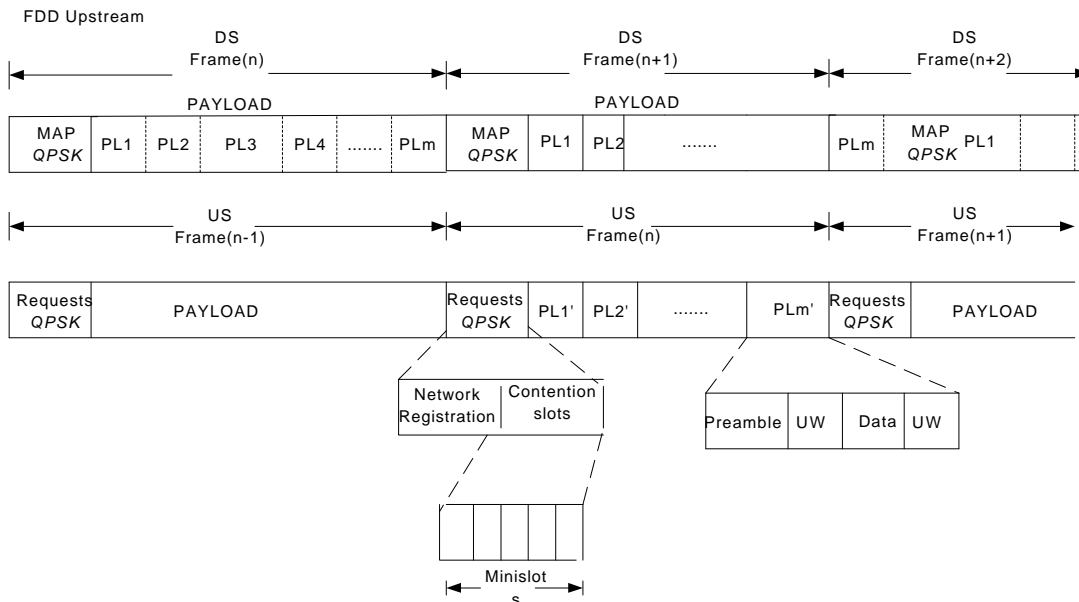 FDD Upstream
DS
Frame(n)
DS
Frame(n+1)
DS
Frame(n+2)
PAYLOAD
PAYLOAD
MAP
QPSK
PL1
PL2
PL3
PL4
.......
PLm
MAP
QPSK
PL1
PL2
.......
PLm
MAP
QPSK
PL1
US
Frame(n-1)
US
Frame(n)
US
Frame(n+1)
Requests
QPSK
PAYLOAD
Requests
QPSK
PL1'
PL2'
.......
PLm'
Requests
QPSK
PAYLOAD
Network
Registration
Contention
slots
Preamble
UW
Data
UW
Minislot
s